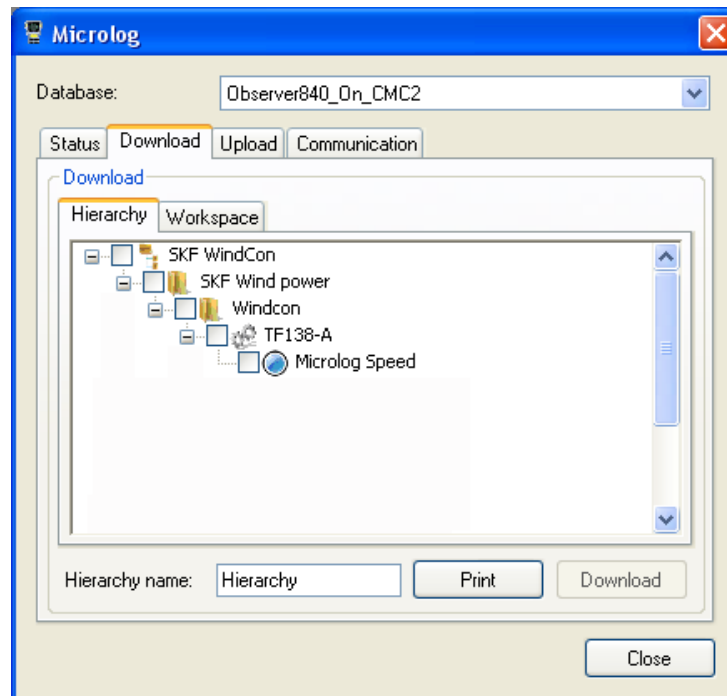 Microlog
Database: Observer840_On_CMC2
Status Download Upload Communication
Download
Hierarchy Workspace
SKF WindCon
SKF Wind power
Windcon
TF138-A
Microlog Speed
Hierarchy name: Hierarchy Print Download
Close